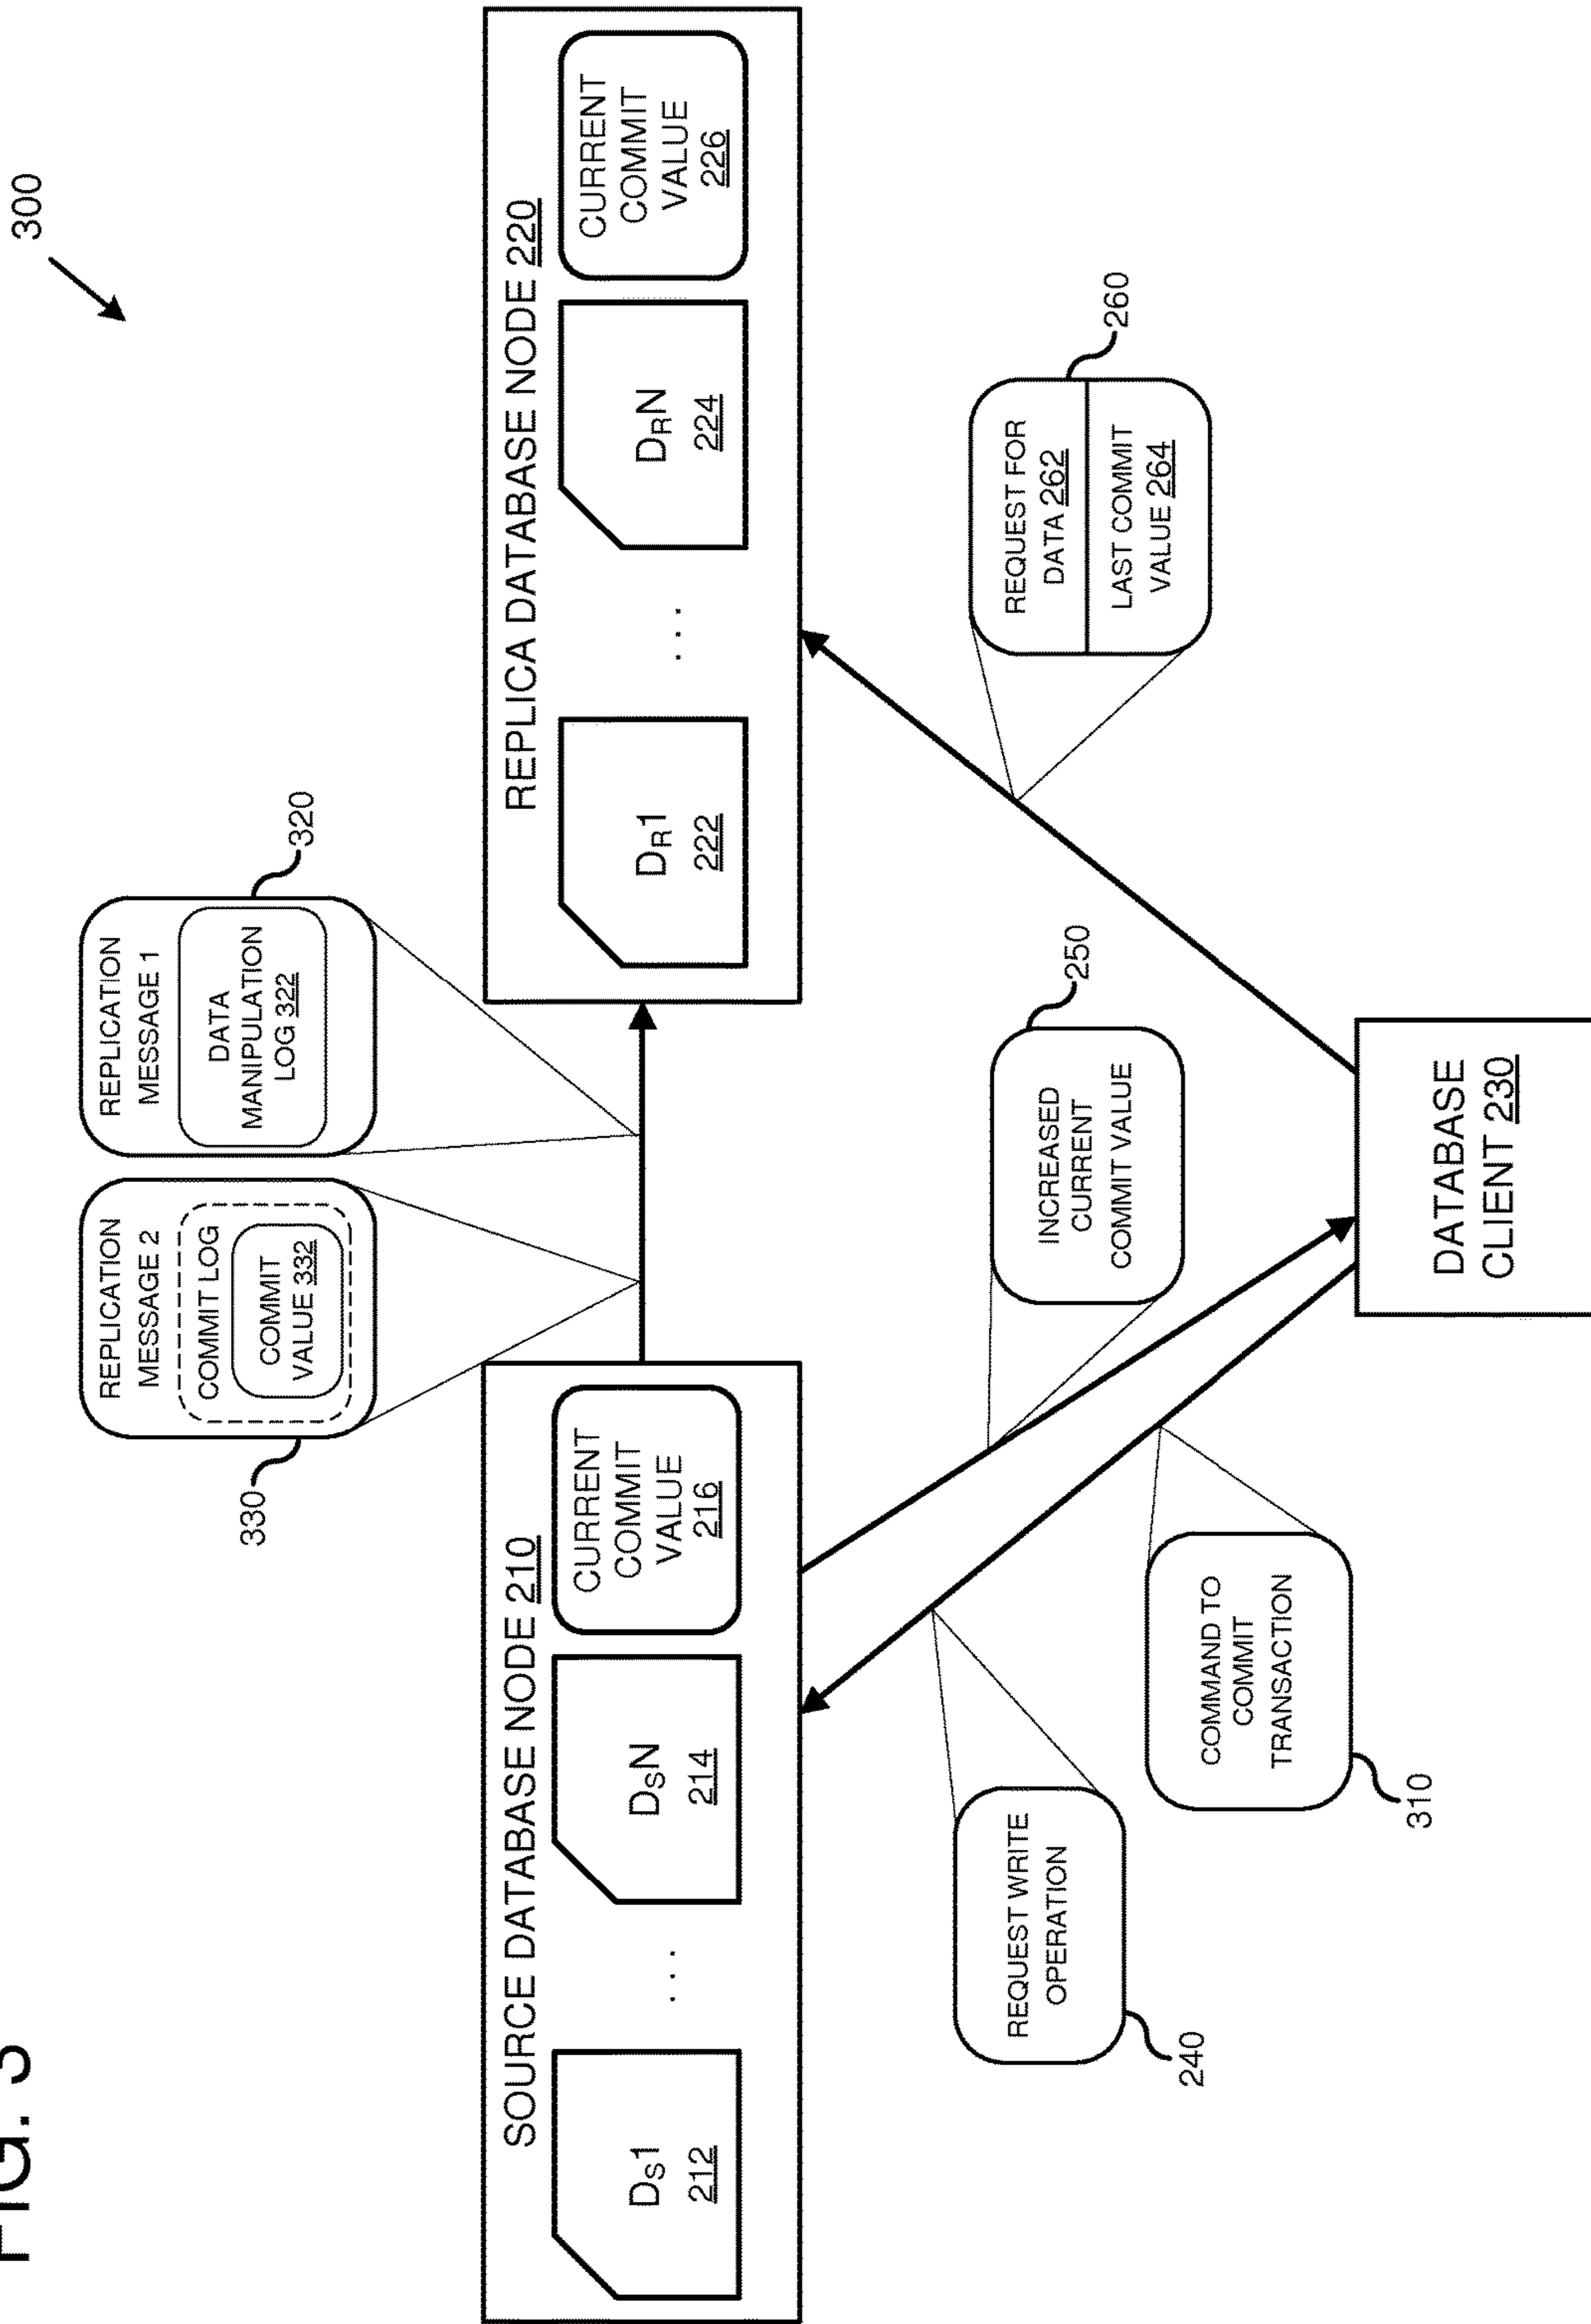 FIG. 3
300
REPLICATION
MESSAGE 2
COMMIT LOG
COMMIT
VALUE 332
330
REPLICATION
MESSAGE 1
DATA
MANIPULATION
LOG 322
320
SOURCE DATABASE NODE 210
DS1
212
. . .
DSN
214
CURRENT
COMMIT
VALUE
216
REPLICA DATABASE NODE 220
DR1
222
. . .
DRN
224
CURRENT
COMMIT
VALUE
226
REQUEST WRITE
OPERATION
240
COMMAND TO
COMMIT
TRANSACTION
310
INCREASED
CURRENT
COMMIT VALUE
250
REQUEST FOR
DATA 262
LAST COMMIT
VALUE 264
260
DATABASE
CLIENT 230